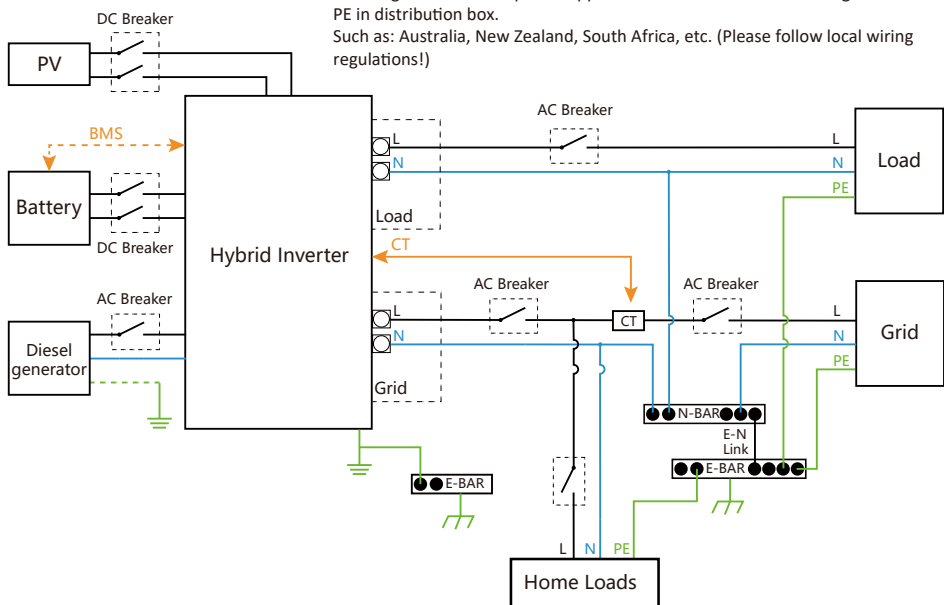 PE in distribution box.
Such as: Australia, New Zealand, South Africa, etc. (Please follow local wiring
regulations!)
DC Breaker
PV
BMS
Battery
DC Breaker
AC Breaker
Diesel
generator
Hybrid Inverter
L
N
Load
CT
L
N
Grid
AC Breaker
L
N
PE
Load
AC Breaker
CT
AC Breaker
L
N
PE
Grid
N-BAR
E-N
Link
E-BAR
E-BAR
L
N
PE
Home Loads